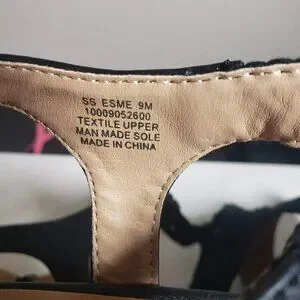 SS ESME 9M
10009052600
TEXTILE UPPER
MAN MADE SOLE
MADE IN CHINA